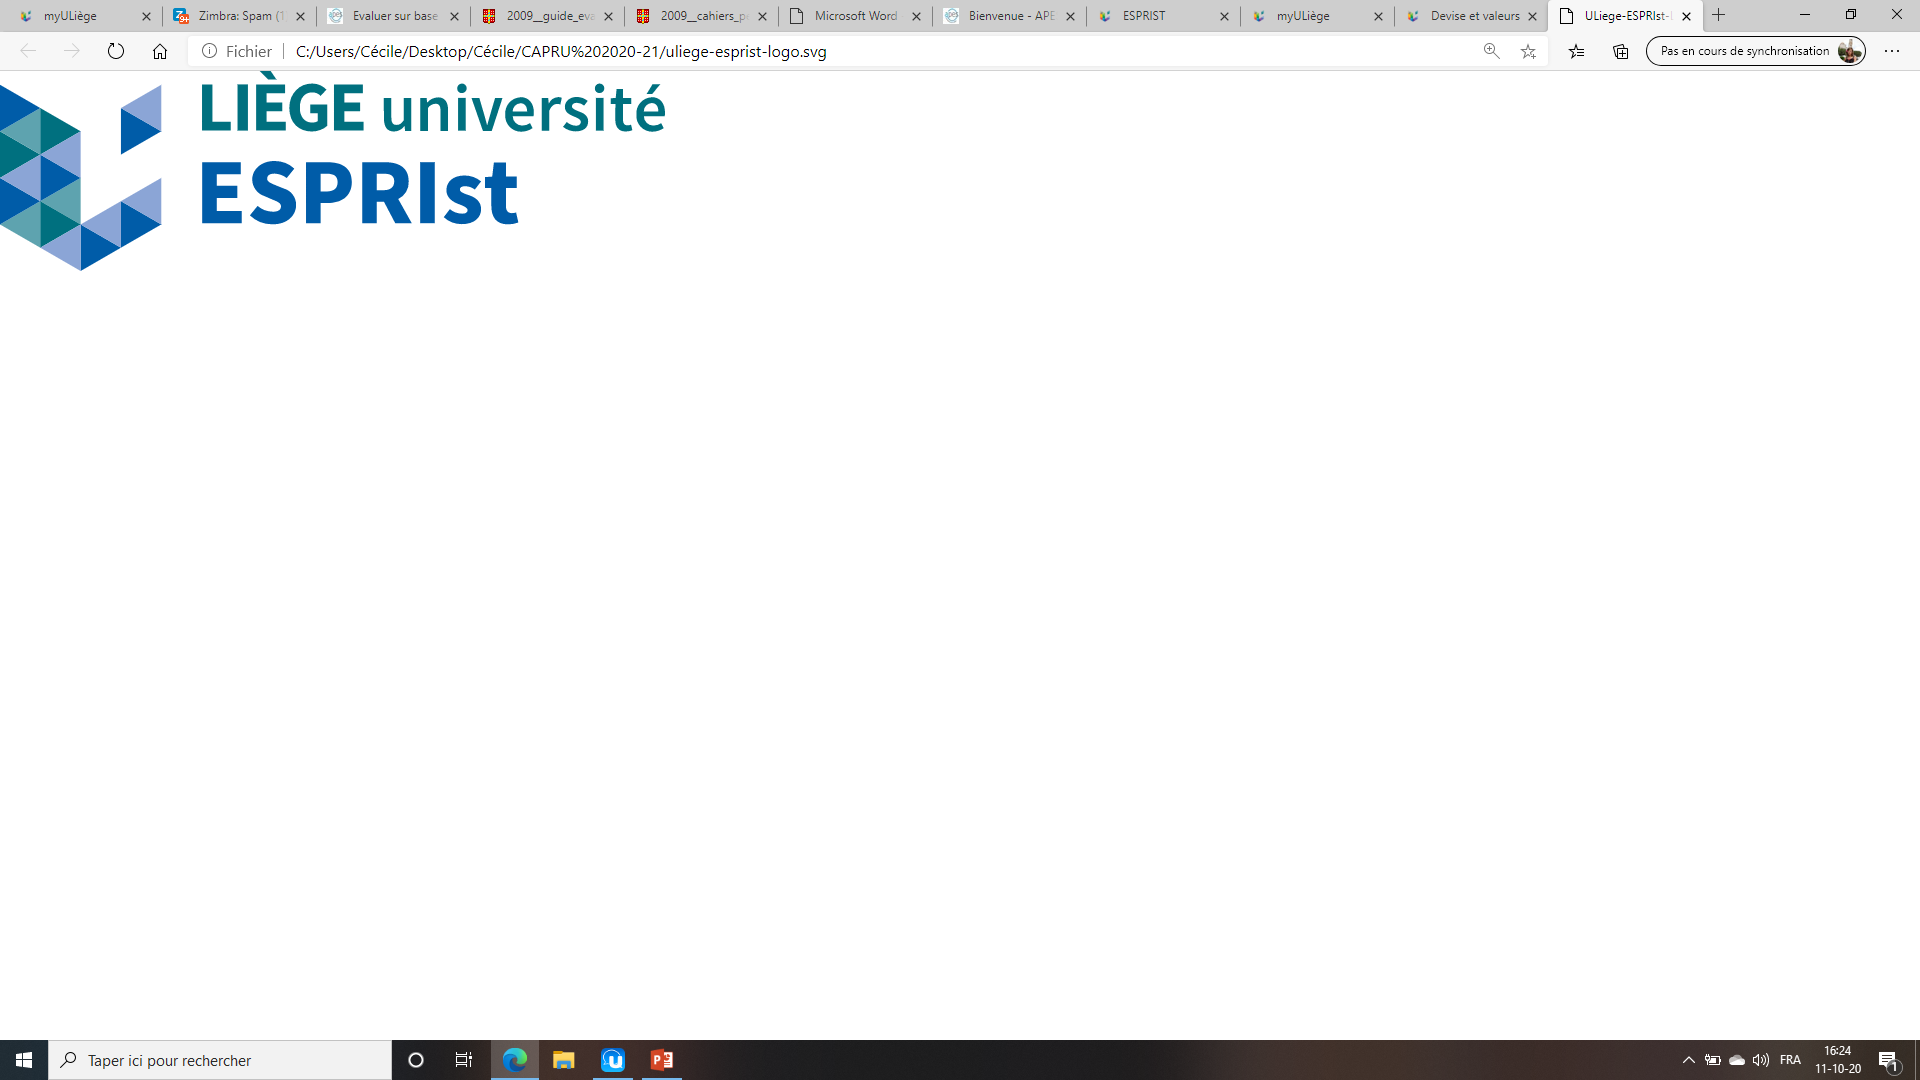 myULiège
Zimbra: Spam (1
Evaluer sur base
2009__guide_eva
2009__cahiers_pe
Microsoft Word
Bienvenue - APE
ESPRIST
myULiège
Devise et valeurs
ULiege-ESPRIst-L
Fichier
C:/Users/Cécile/Desktop/Cécile/CAPRU%202020-21/uliege-esprist-logo.svg
Pas en cours de synchronisation
LIÈGE université
ESPRIst
Taper ici pour rechercher
FRA
16:24
11-10-20
1